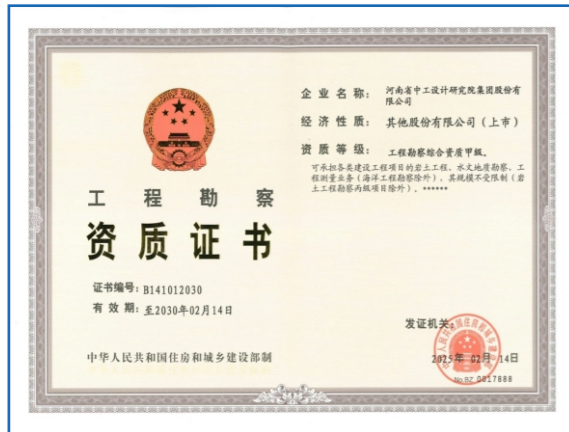 工程勘察
资质证书
证书编号：B141012030
有效期：至2030年02月14日
中华人民共和国住房和城乡建设部制
企业名称：河南省中工设计研究院集团股份有
限公司
经济性质：其他股份有限公司（上市）
资质等级：工程勘察综合资质甲级。
可承担各类建设工程项目的岩土工程、水文地质勘察、工
程测量业务（海洋工程勘察除外），其规模不受限制（岩
土工程勘察丙级项目除外）。******
发证机关：
2025年02月14日
No.BZ 0017888